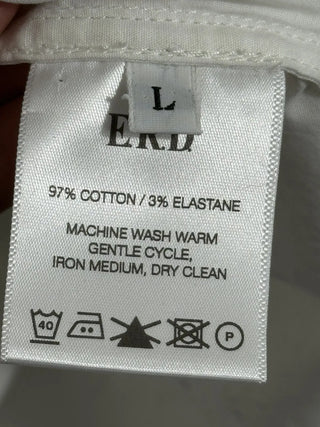 L
ERD
97% COTTON / 3% ELASTANE
MACHINE WASH WARM
GENTLE CYCLE,
IRON MEDIUM, DRY CLEAN
40
P